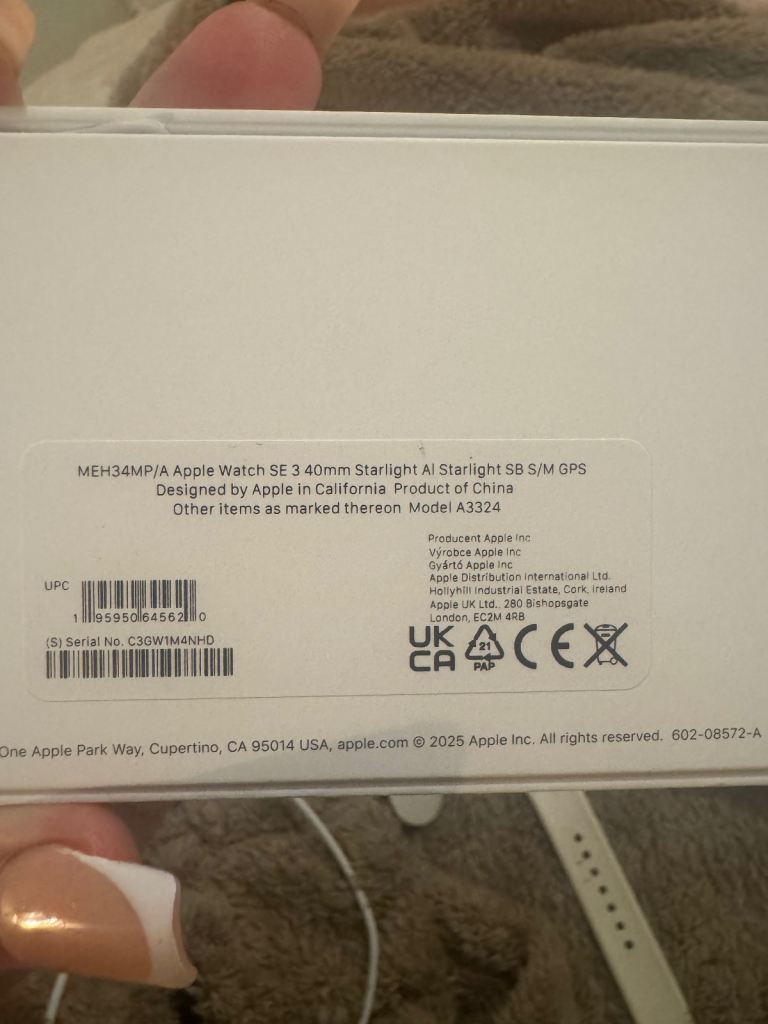 MEH34MP/A Apple Watch SE 3 40mm Starlight Al Starlight SB S/M GPS
Designed by Apple in California Product of China
Other items as marked thereon Model A3324
Producent Apple Inc
Výrobce Apple Inc
Gyártó Apple Inc
Apple Distribution International Ltd.
Hollyhill Industrial Estate, Cork, Ireland
Apple UK Ltd., 280 Bishopsgate
London, EC2M 4RB
UPC
1 95950 64562 0
(S) Serial No. C3GW1M4NHD
UK
CA
21
PAP
CE
One Apple Park Way, Cupertino, CA 95014 USA, apple.com © 2025 Apple Inc. All rights reserved. 602-08572-A